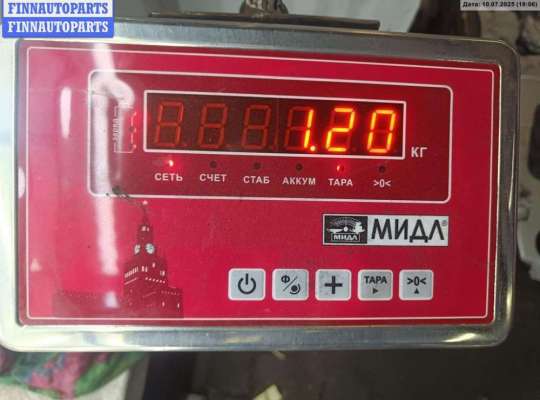 FINNAUTOPARTS
FINNAUTOPARTS
Дата: 10.07.2025 (18:06)
1.20
КГ
СЕТЬ СЧЕТ СТАБ АККУМ ТАРА >0<
МИДЛ МИДЛ®
Ф/ + ТАРА >0<